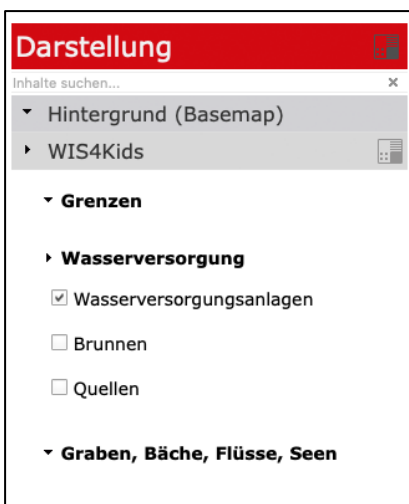 Darstellung
Inhalte suchen...
Hintergrund (Basemap)
WIS4Kids
Grenzen
Wasserversorgung
Wasserversorgungsanlagen
Brunnen
Quellen
Graben, Bäche, Flüsse, Seen